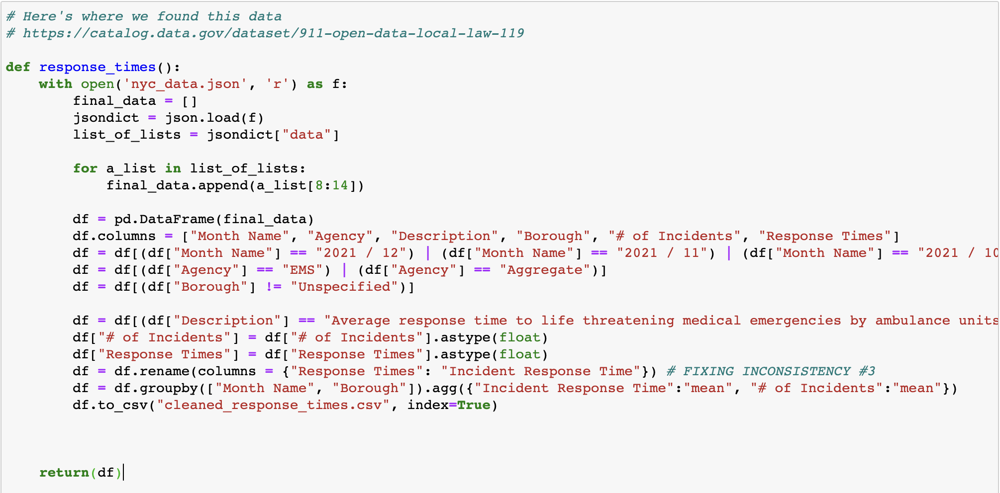 # Here's where we found this data
# https://catalog.data.gov/dataset/911-open-data-local-law-119
def response_times():
    with open('nyc_data.json', 'r') as f:
        final_data = []
        jsondict = json.load(f)
        list_of_lists = jsondict["data"]
        for a_list in list_of_lists:
            final_data.append(a_list[8:14])
        df = pd.DataFrame(final_data)
        df.columns = ["Month Name", "Agency", "Description", "Borough", "# of Incidents", "Response Times"]
        df = df[(df["Month Name"] == "2021 / 12") | (df["Month Name"] == "2021 / 11") | (df["Month Name"] == "2021 / 10
        df = df[(df["Agency"] == "EMS") | (df["Agency"] == "Aggregate")]
        df = df[(df["Borough"] != "Unspecified")]
        df = df[(df["Description"] == "Average response time to life threatening medical emergencies by ambulance units
        df["# of Incidents"] = df["# of Incidents"].astype(float)
        df["Response Times"] = df["Response Times"].astype(float)
        df = df.rename(columns = {"Response Times": "Incident Response Time"}) # FIXING INCONSISTENCY #3
        df = df.groupby(["Month Name", "Borough"]).agg({"Incident Response Time":"mean", "# of Incidents":"mean"})
        df.to_csv("cleaned_response_times.csv", index=True)
    return(df)